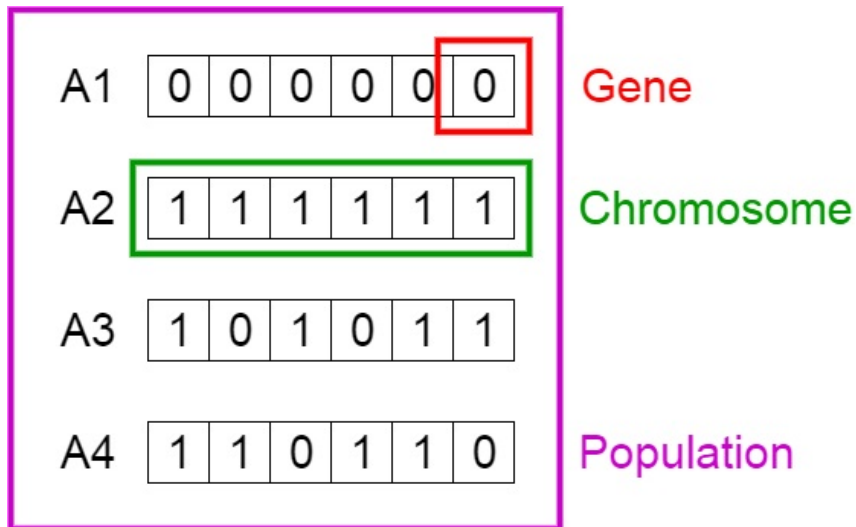 A1 0 0 0 0 0 0 Gene
A2 1 1 1 1 1 1 Chromosome
A3 1 0 1 0 1 1
A4 1 1 0 1 1 0 Population